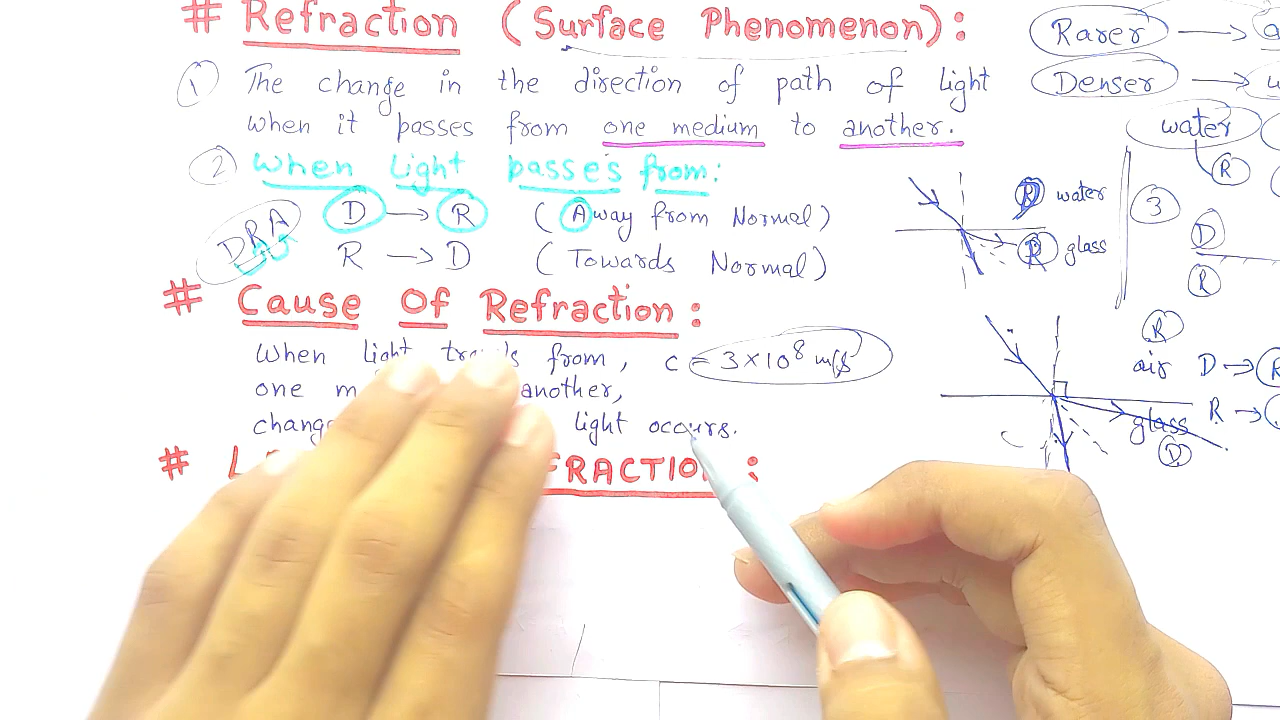 # Refraction (Surface Phenomenon):
① The change in the direction of path of light
when it passes from one medium to another.
② When Light passes from:
D → R (Away from Normal)
DRA
R → D (Towards Normal)
# Cause Of Refraction:
When light from, c = 3×10⁸ m/s
one another,
light occurs.
#
Rarer →
Denser →
water
R
water
glass
③
D
R
R
air D → R
R →
glass
D